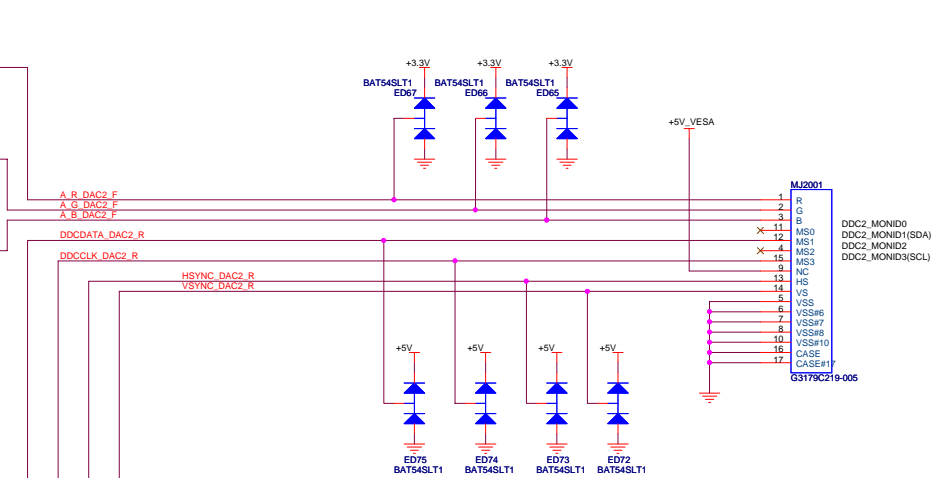 +3.3V +3.3V +3.3V
BAT54SLT1 BAT54SLT1 BAT54SLT1
ED67 ED66 ED65
+5V_VESA
MJ2001
A_R_DAC2_F
A_G_DAC2_F
A_B_DAC2_F
DDCDATA_DAC2_R
DDCCLK_DAC2_R
HSYNC_DAC2_R
VSYNC_DAC2_R
1 R
2 G
3 B
11 MS0
12 MS1
4 MS2
15 MS3
9 NC
13 HS
14 VS
5 VSS
6 VSS#6
7 VSS#7
8 VSS#8
10 VSS#10
16 CASE
17 CASE#17
DDC2_MONID0
DDC2_MONID1(SDA)
DDC2_MONID2
DDC2_MONID3(SCL)
G3179C219-005
+5V +5V +5V +5V
ED75 ED74 ED73 ED72
BAT54SLT1 BAT54SLT1 BAT54SLT1 BAT54SLT1